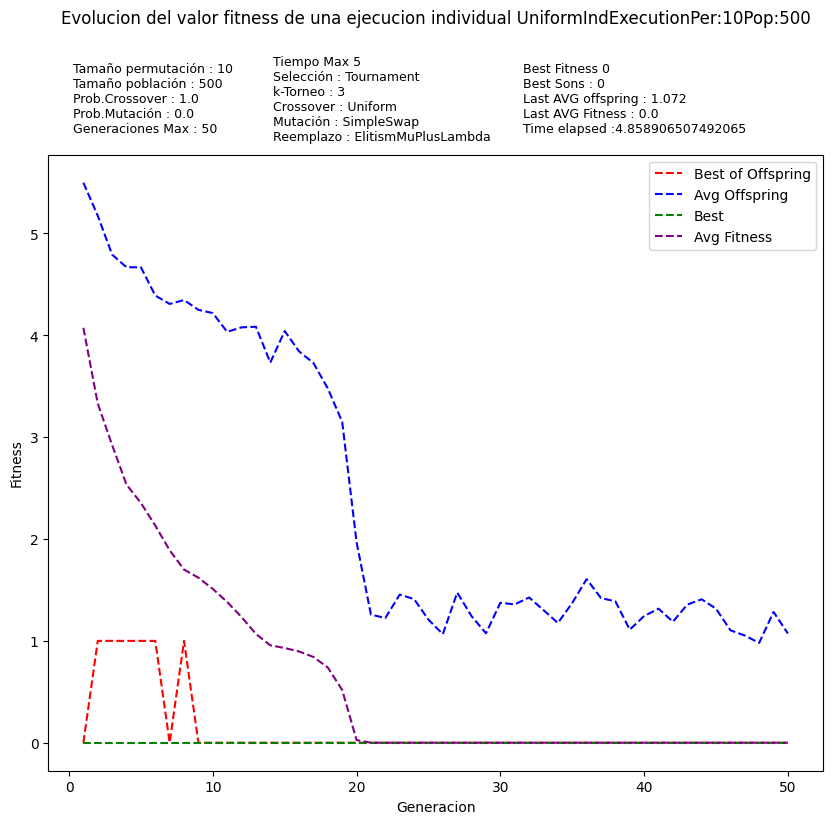 Evolucion del valor fitness de una ejecucion individual UniformIndExecutionPer:10Pop:500
Tamaño permutación : 10
Tamaño población : 500
Prob.Crossover : 1.0
Prob.Mutación : 0.0
Generaciones Max : 50
Tiempo Max 5
Selección : Tournament
k-Torneo : 3
Crossover : Uniform
Mutación : SimpleSwap
Reemplazo : ElitismMuPlusLambda
Best Fitness 0
Best Sons : 0
Last AVG offspring : 1.072
Last AVG Fitness : 0.0
Time elapsed :4.858906507492065
Best of Offspring
Avg Offspring
Best
Avg Fitness
Fitness
5
4
3
2
1
0
0
10
20
30
40
50
Generacion